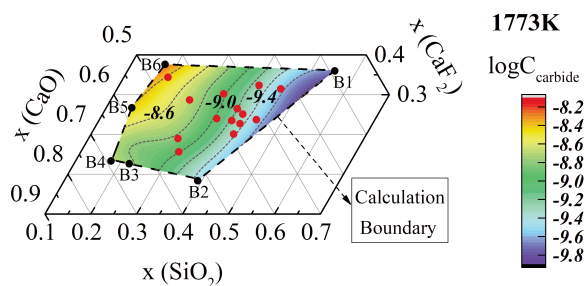 1773K
logC carbide
0.5
0.6
0.7
0.8
0.9
x (CaO)
0.4
0.3
x (CaF2)
0.1
0.2
0.3
0.4
0.5
0.6
0.7
x (SiO2)
B6
B1
B5
B4
B3
B2
-8.6
-9.0
-9.4
Calculation
Boundary
-8.2
-8.4
-8.6
-8.8
-9.0
-9.2
-9.4
-9.6
-9.8